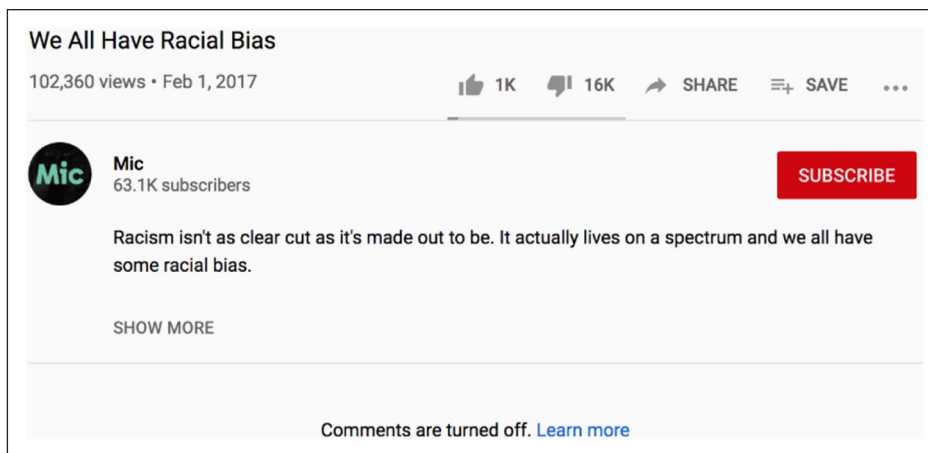 We All Have Racial Bias
102,360 views • Feb 1, 2017
1K 16K SHARE SAVE
Mic
Mic
63.1K subscribers
SUBSCRIBE
Racism isn't as clear cut as it's made out to be. It actually lives on a spectrum and we all have
some racial bias.
SHOW MORE
Comments are turned off. Learn more